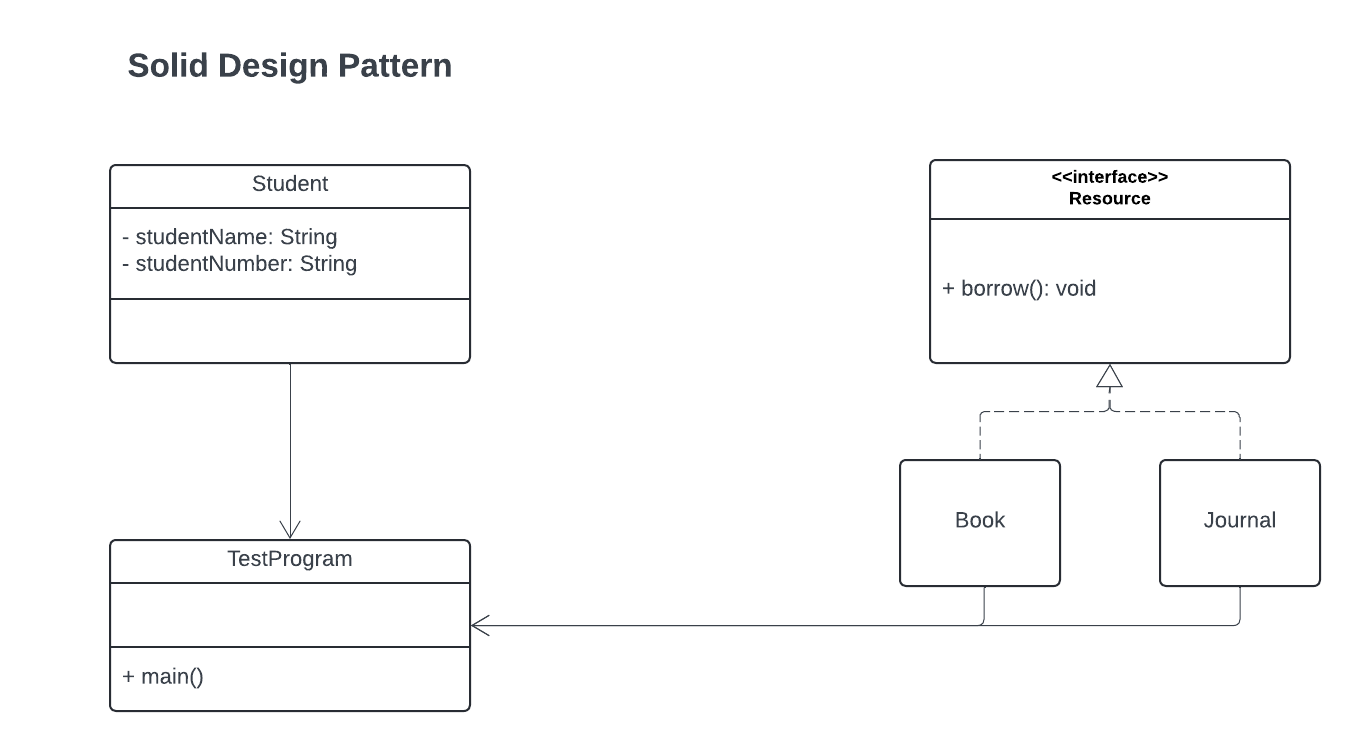 Solid Design Pattern
Student
- studentName: String
- studentNumber: String
<<interface>>
Resource
+ borrow(): void
Book
Journal
TestProgram
+ main()